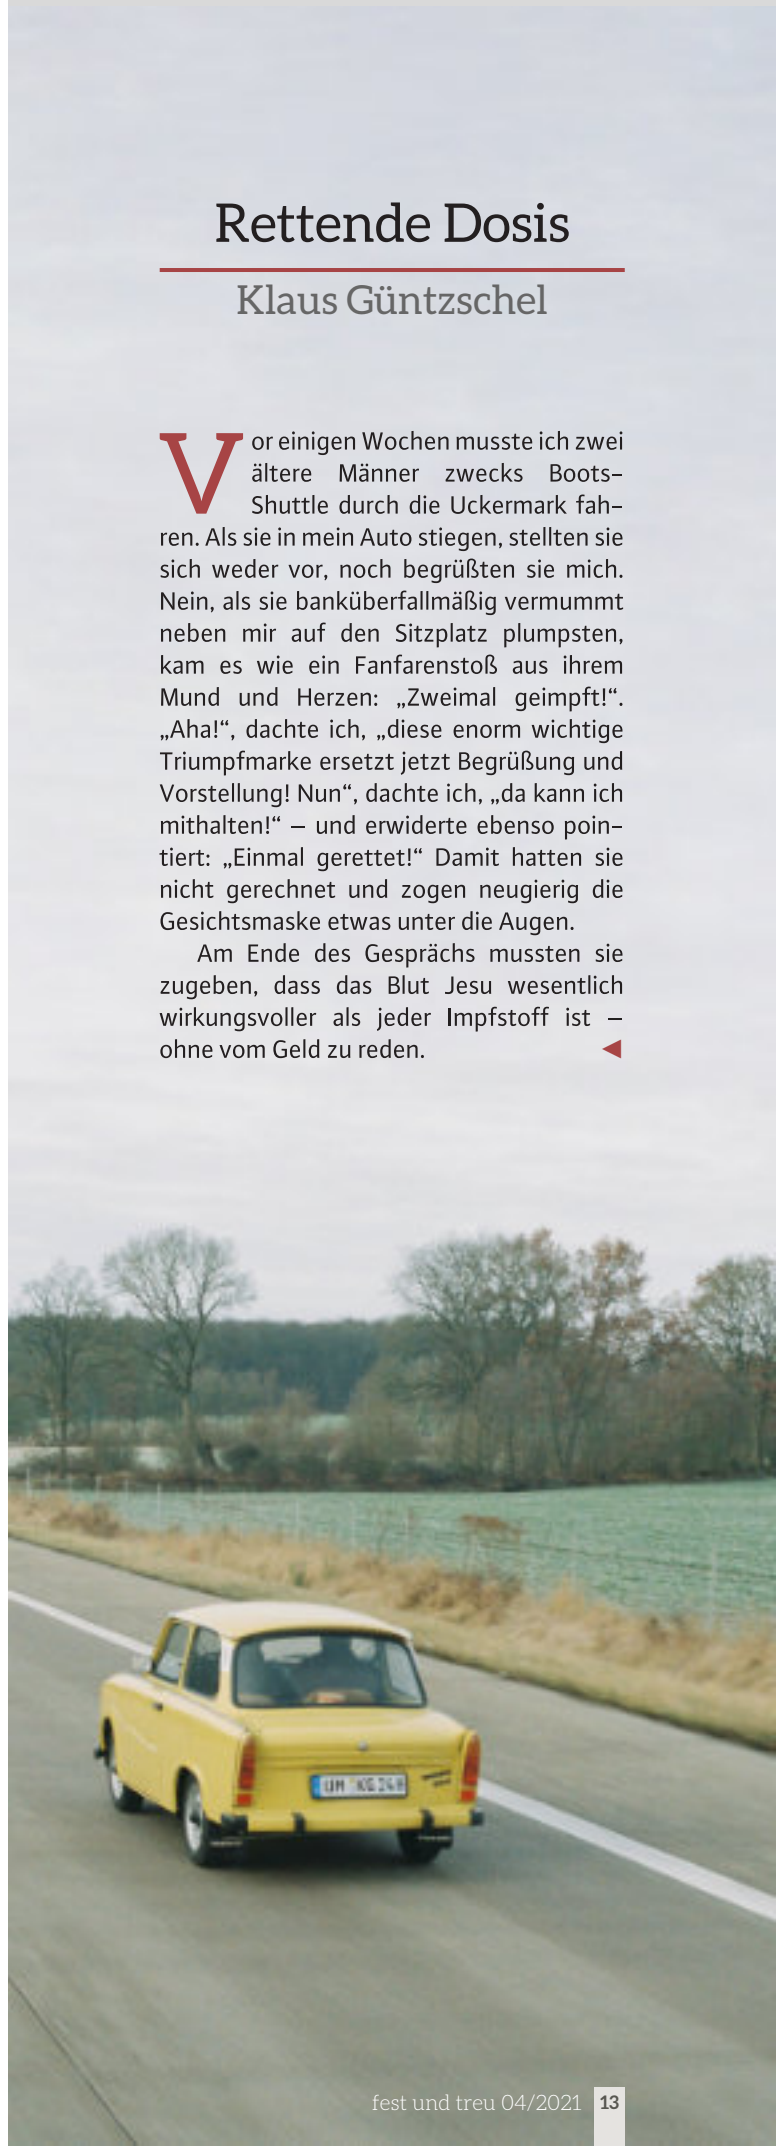 Rettende Dosis
Klaus Güntzschel
Vor einigen Wochen musste ich zwei
ältere Männer zwecks Boots-
Shuttle durch die Uckermark fah-
ren. Als sie in mein Auto stiegen, stellten sie
sich weder vor, noch begrüßten sie mich.
Nein, als sie banküberfallmäßig vermummt
neben mir auf den Sitzplatz plumpsten,
kam es wie ein Fanfarenstoß aus ihrem
Mund und Herzen: „Zweimal geimpft!“.
„Aha!“, dachte ich, „diese enorm wichtige
Triumpfmarke ersetzt jetzt Begrüßung und
Vorstellung! Nun“, dachte ich, „da kann ich
mithalten!“ – und erwiderte ebenso poin-
tiert: „Einmal gerettet!“ Damit hatten sie
nicht gerechnet und zogen neugierig die
Gesichtsmaske etwas unter die Augen.
Am Ende des Gesprächs mussten sie
zugeben, dass das Blut Jesu wesentlich
wirkungsvoller als jeder Impfstoff ist –
ohne vom Geld zu reden.
fest und treu 04/2021 13